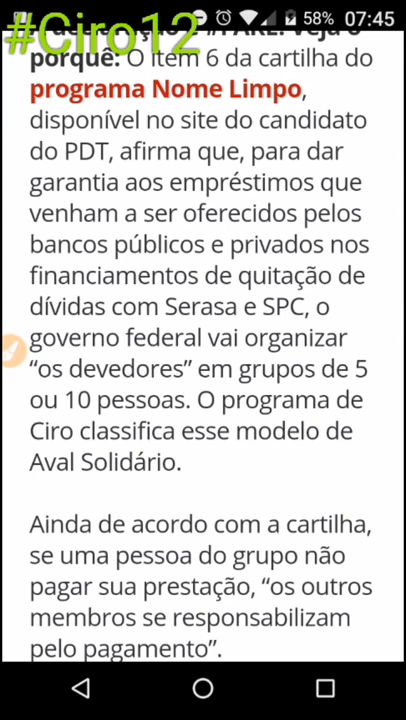 #Ciro12
58% 07:45
#FAKE. Veja o
porquê: O item 6 da cartilha do
programa Nome Limpo,
disponível no site do candidato
do PDT, afirma que, para dar
garantia aos empréstimos que
venham a ser oferecidos pelos
bancos públicos e privados nos
financiamentos de quitação de
dívidas com Serasa e SPC, o
governo federal vai organizar
“os devedores” em grupos de 5
ou 10 pessoas. O programa de
Ciro classifica esse modelo de
Aval Solidário.
Ainda de acordo com a cartilha,
se uma pessoa do grupo não
pagar sua prestação, “os outros
membros se responsabilizam
pelo pagamento”.